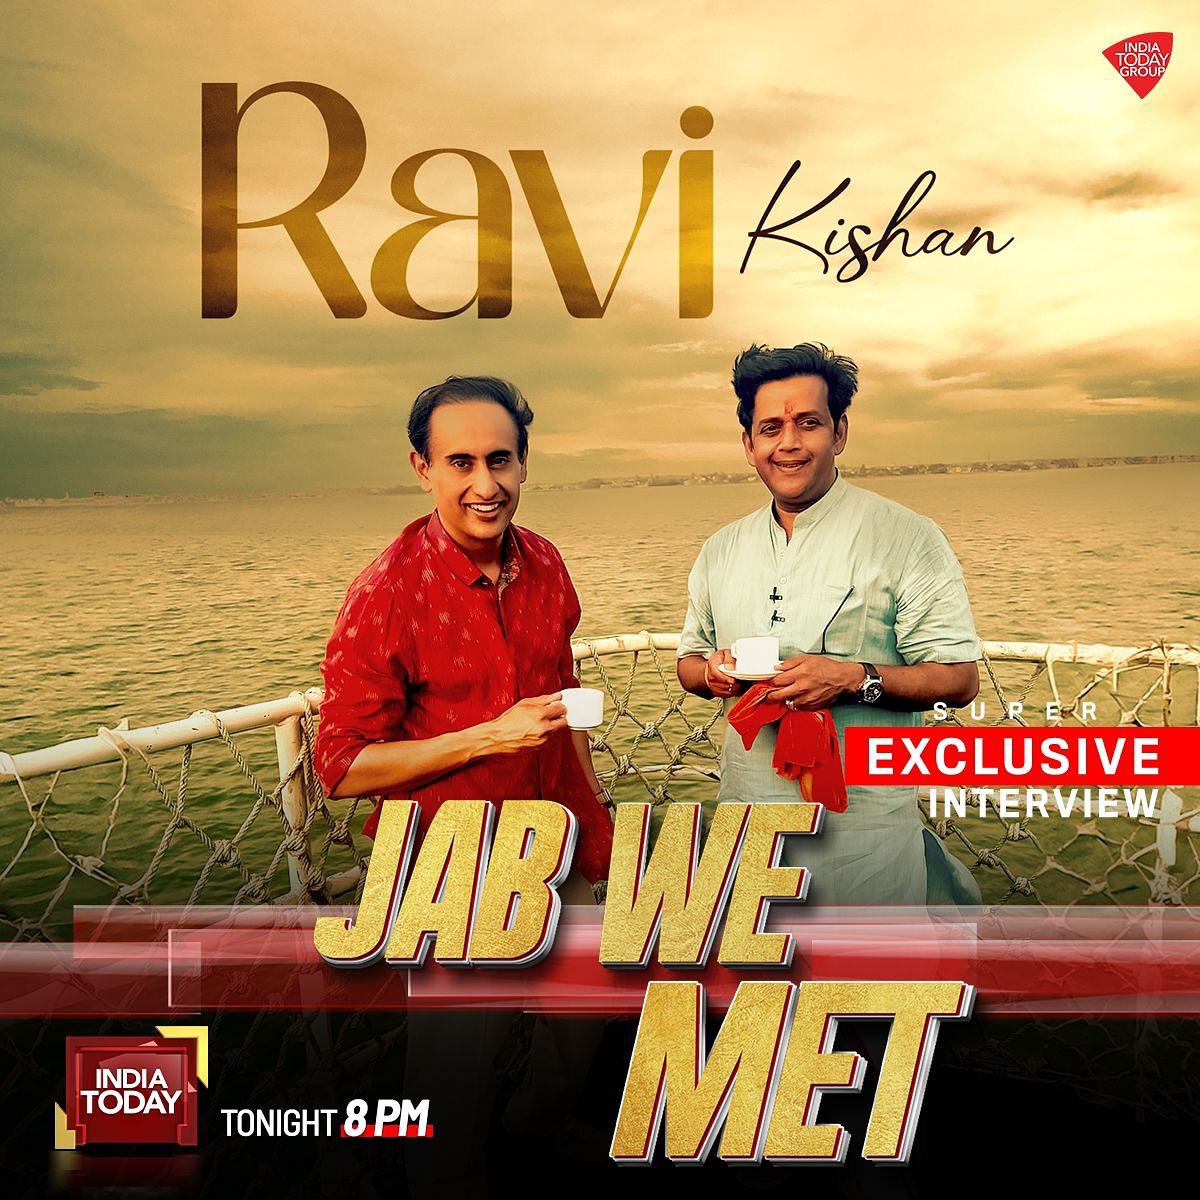 INDIA
TODAY
GROUP
Ravi
Kishan
SUPER
EXCLUSIVE
INTERVIEW
JAB WE
MET
INDIA
TODAY
TONIGHT 8 PM